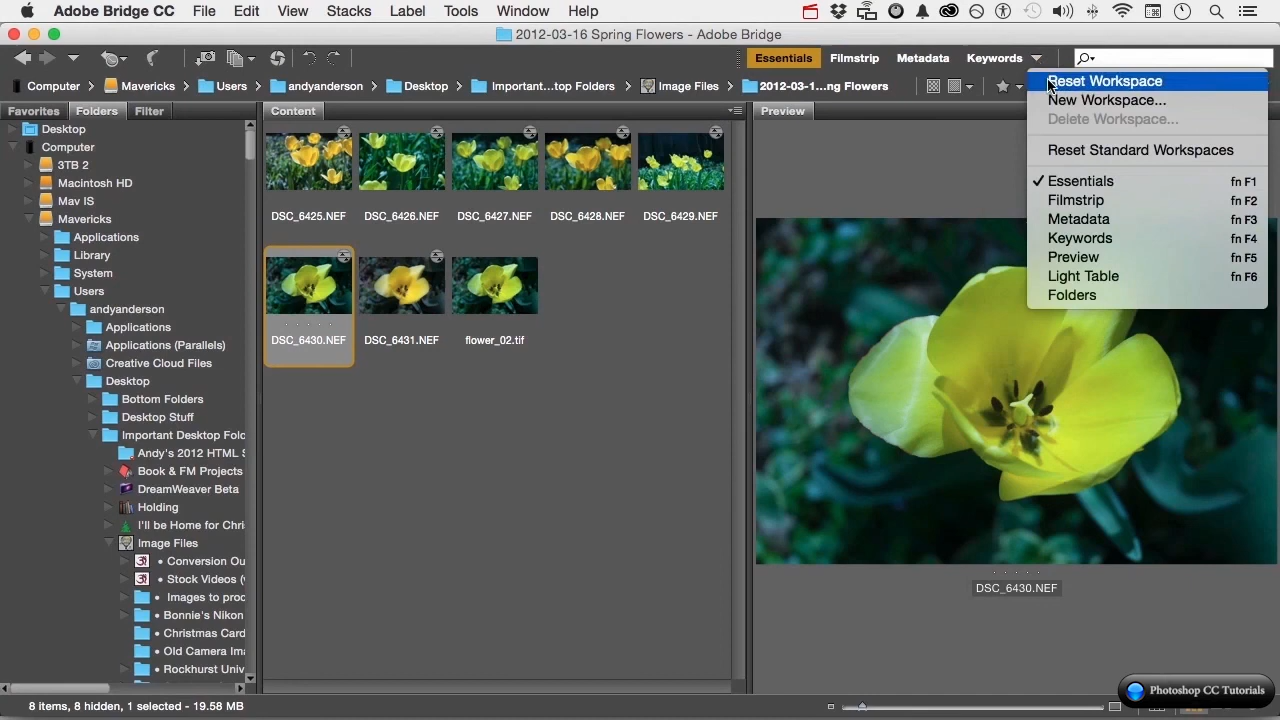 Adobe Bridge CC File Edit View Stacks Label Tools Window Help
2012-03-16 Spring Flowers - Adobe Bridge
Essentials Filmstrip Metadata Keywords
Computer Mavericks Users andyanderson Desktop Important...top Folders Image Files 2012-03-1...ng Flowers
Favorites Folders Filter Content Preview
Reset Workspace
New Workspace...
Delete Workspace...
Reset Standard Workspaces
✓ Essentials fn F1
Filmstrip fn F2
Metadata fn F3
Keywords fn F4
Preview fn F5
Light Table fn F6
Folders
Desktop
Computer
3TB 2
Macintosh HD
Mav IS
Mavericks
Applications
Library
System
Users
andyanderson
Applications
Applications (Parallels)
Creative Cloud Files
Desktop
Bottom Folders
Desktop Stuff
Important Desktop Fold
Andy's 2012 HTML S
Book & FM Projects
DreamWeaver Beta
Holding
I'll be Home for Chri
Image Files
• Conversion Ou
• Stock Videos (
• Images to proc
• Bonnie's Nikon
• Christmas Card
• Old Camera Ima
• Rockhurst Univ
DSC_6425.NEF DSC_6426.NEF DSC_6427.NEF DSC_6428.NEF DSC_6429.NEF
DSC_6430.NEF DSC_6431.NEF flower_02.tif
DSC_6430.NEF
8 items, 8 hidden, 1 selected - 19.58 MB
Photoshop CC Tutorials